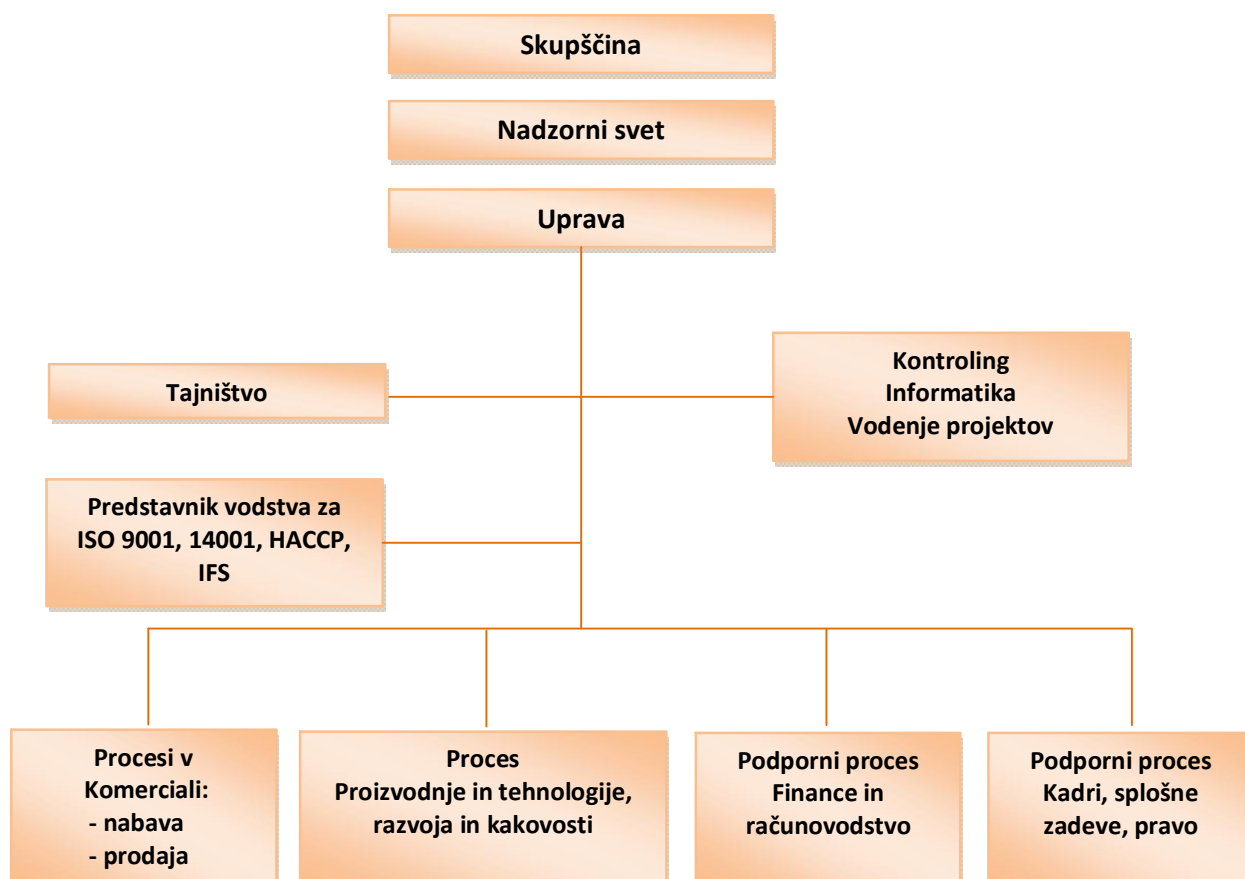 Skupščina
Nadzorni svet
Uprava
Tajništvo
Kontroling
Informatika
Vodenje projektov
Predstavnik vodstva za
ISO 9001, 14001, HACCP,
IFS
Procesi v
Komerciali:
- nabava
- prodaja
Proces
Proizvodnje in tehnologije,
razvoja in kakovosti
Podporni proces
Finance in
računovodstvo
Podporni proces
Kadri, splošne
zadeve, pravo